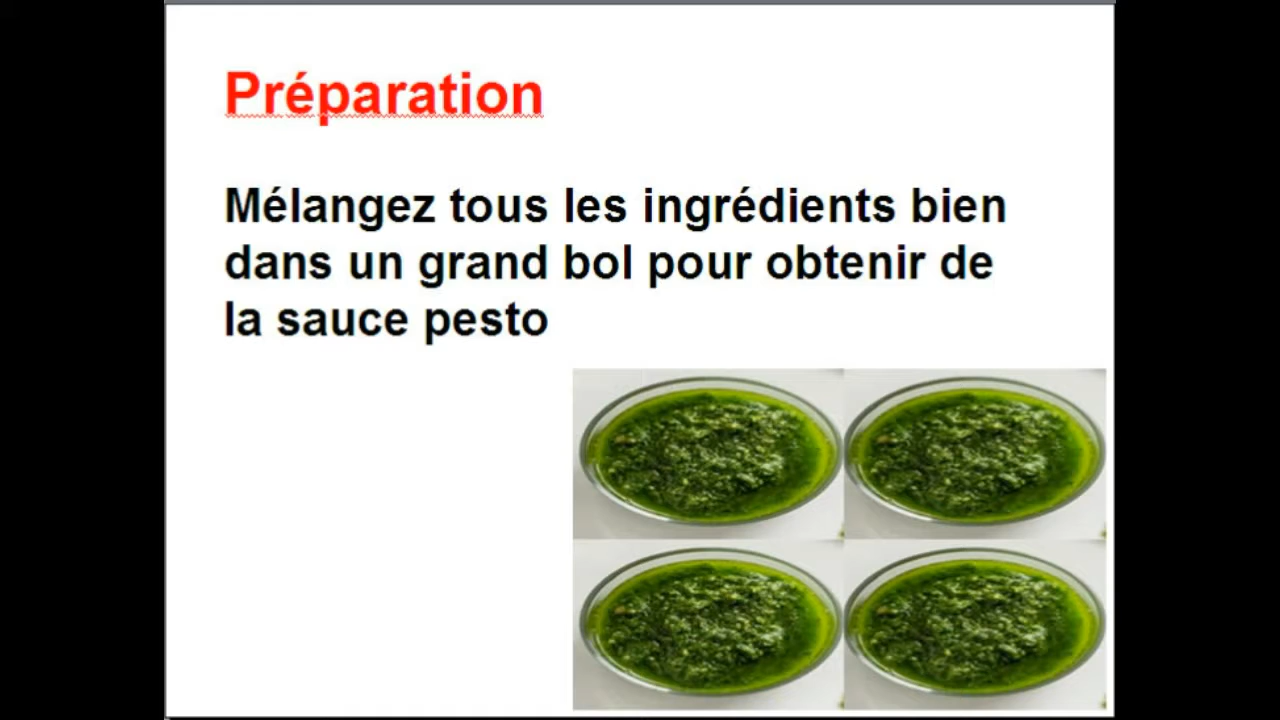 Préparation
Mélangez tous les ingrédients bien
dans un grand bol pour obtenir de
la sauce pesto